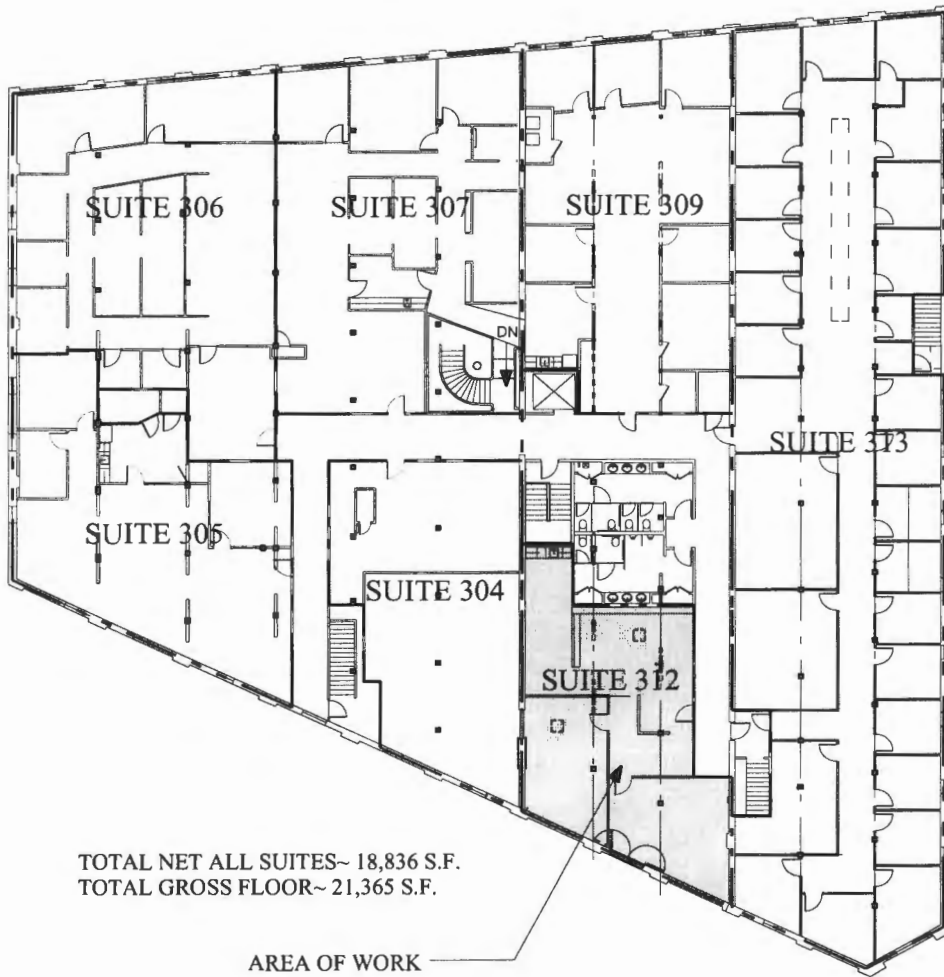 SUITE 306
SUITE 307
SUITE 309
DN
SUITE 313
SUITE 305
SUITE 304
SUITE 312
TOTAL NET ALL SUITES~ 18,836 S.F.
TOTAL GROSS FLOOR~ 21,365 S.F.
AREA OF WORK